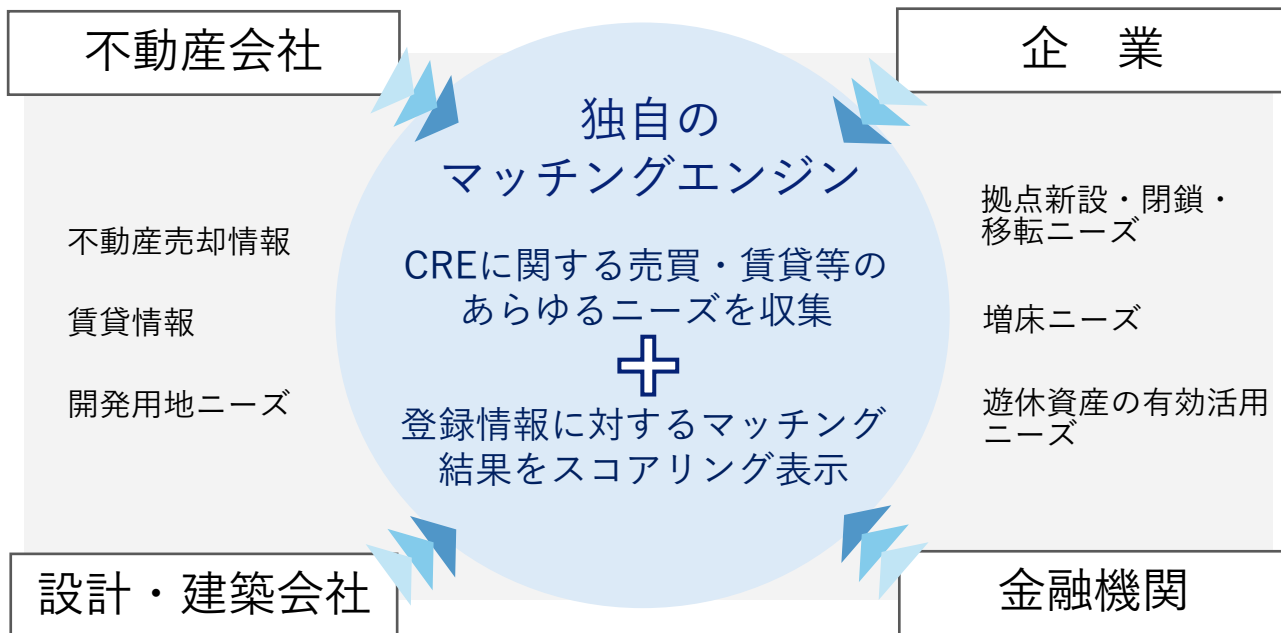 不動産会社
企　業
独自の
マッチングエンジン
CREに関する売買・賃貸等の
あらゆるニーズを収集
登録情報に対するマッチング
結果をスコアリング表示
不動産売却情報
賃貸情報
開発用地ニーズ
拠点新設・閉鎖・
移転ニーズ
増床ニーズ
遊休資産の有効活用
ニーズ
設計・建築会社
金融機関